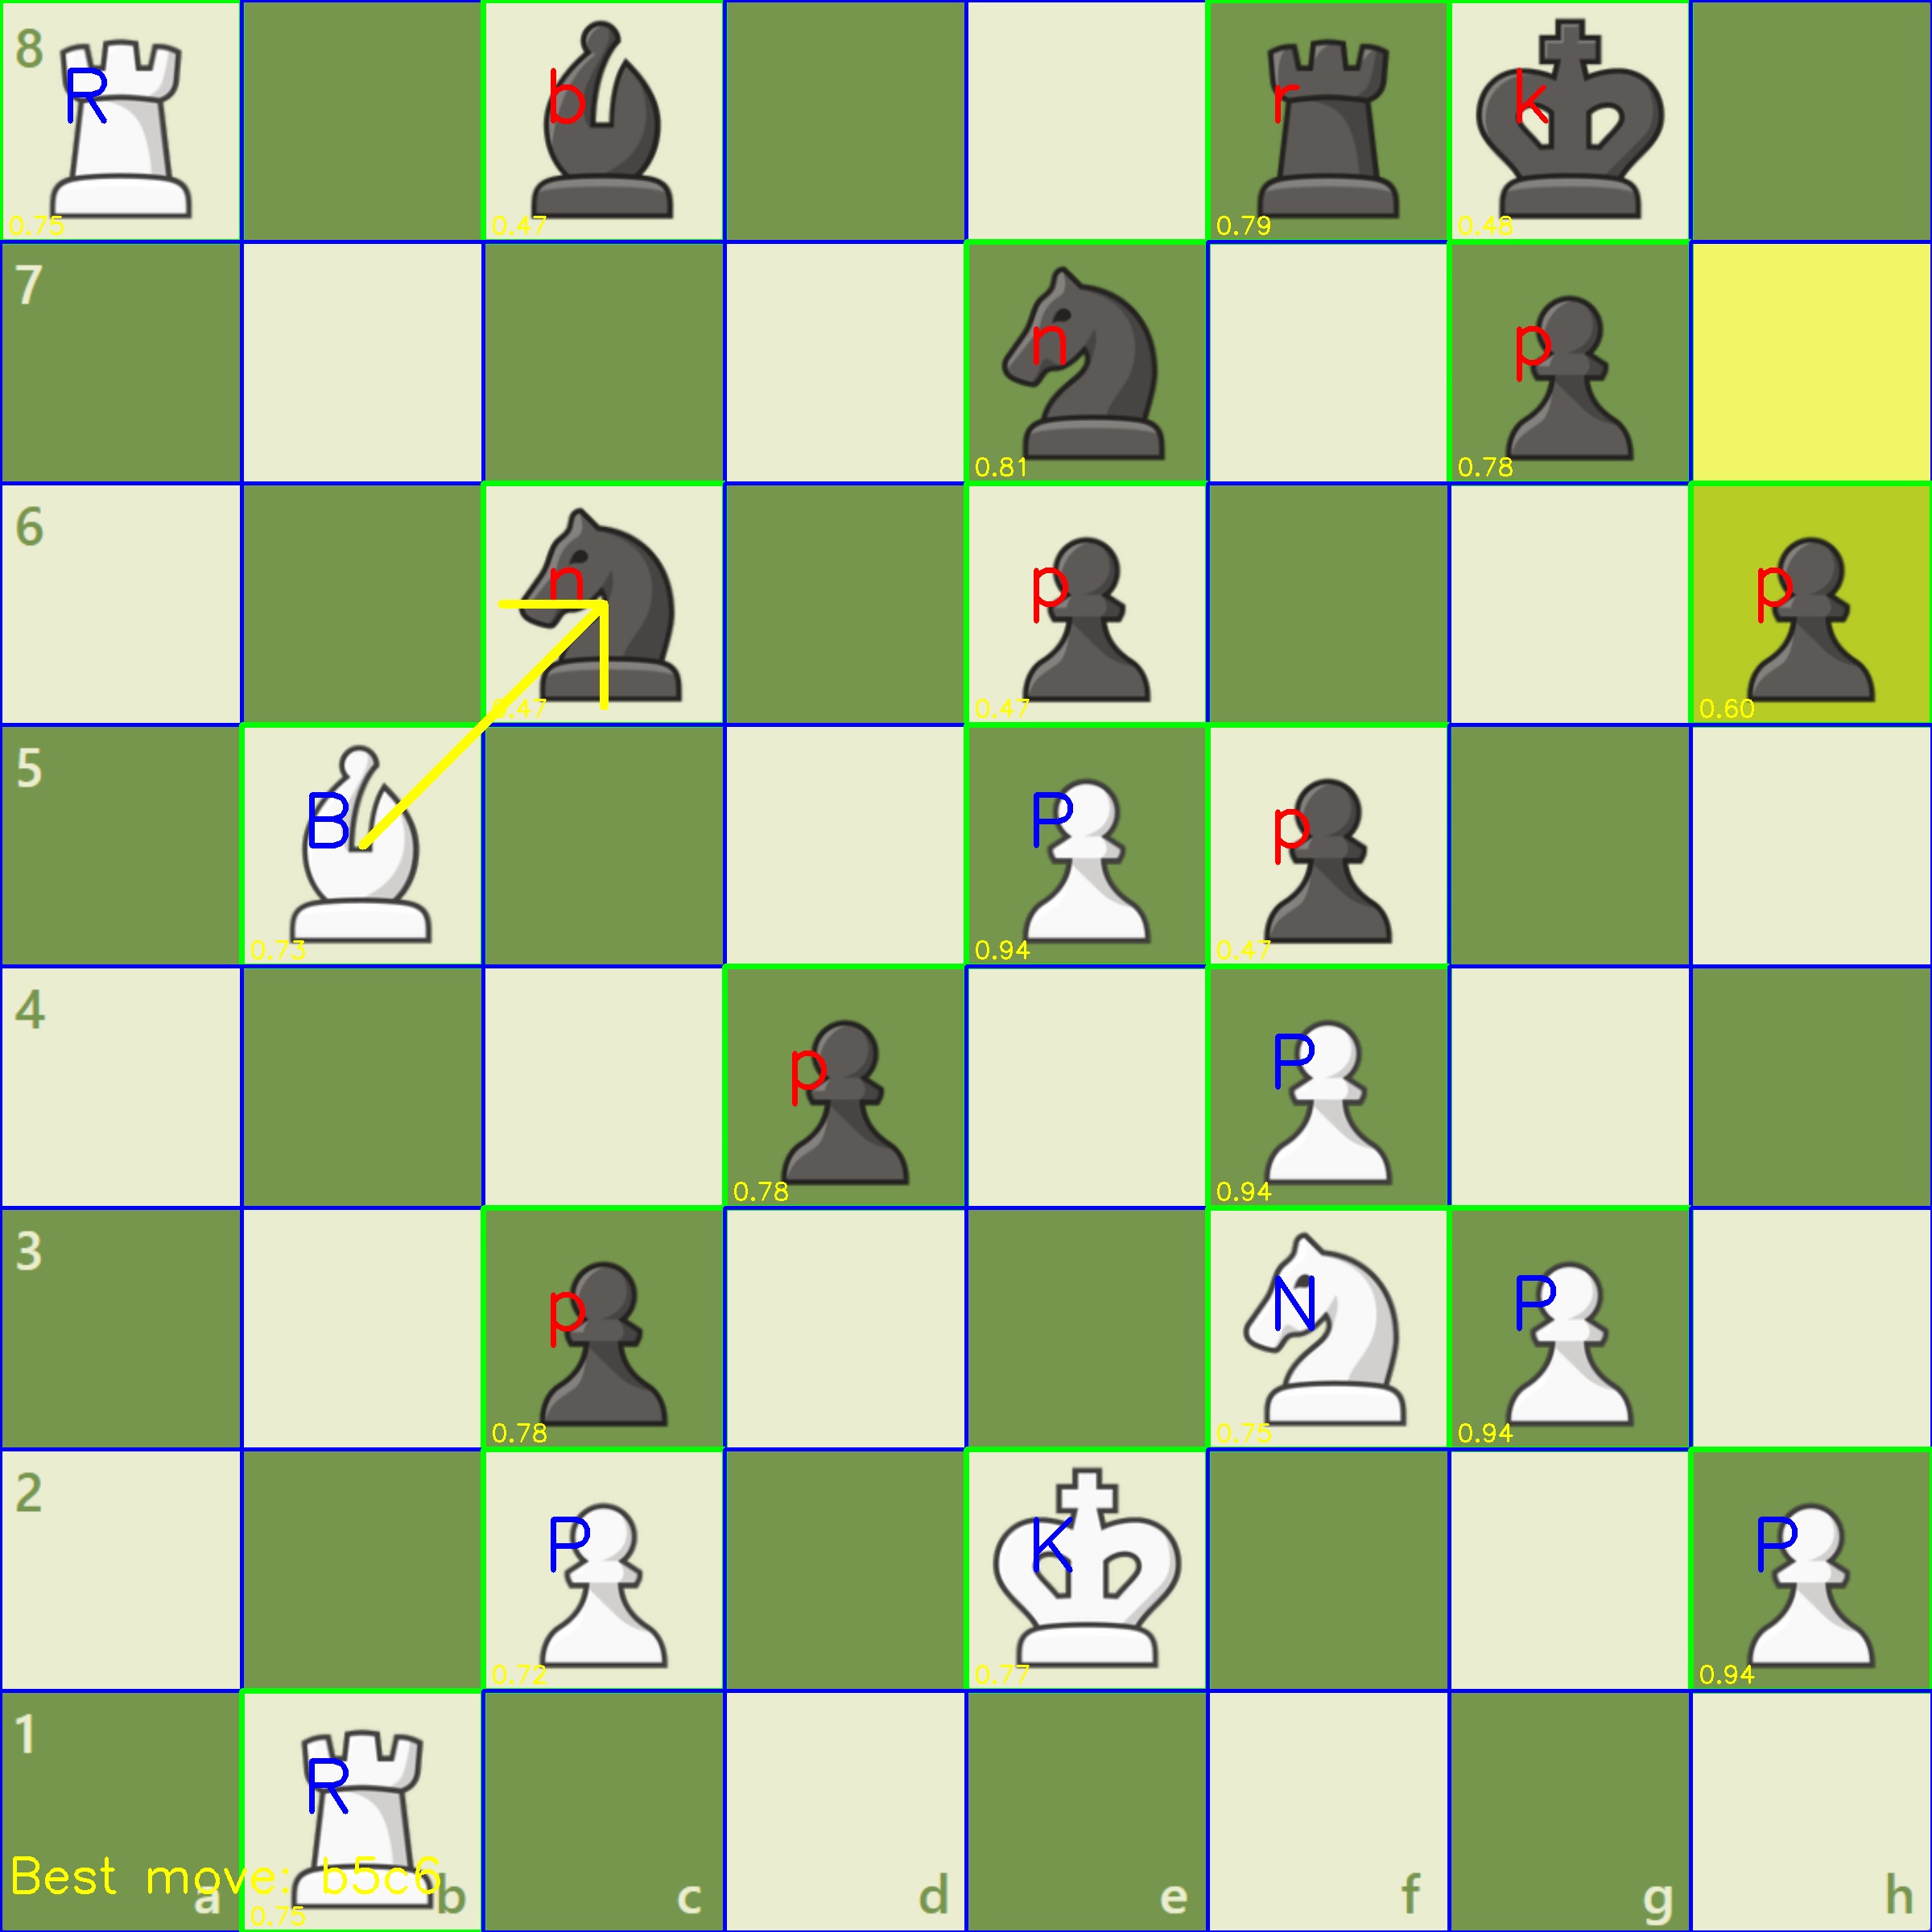 8 R b r k
0.75 0.47 0.79 0.48
7 n p
0.81 0.78
6 n p p
0.47 0.47 0.60
5 B P p
0.73 0.94 0.47
4 p P
0.78 0.94
3 p N P
0.78 0.75 0.94
2 P K P
0.72 0.77 0.94
1 R
Best move: b5c6
a b c d e f g h
0.75